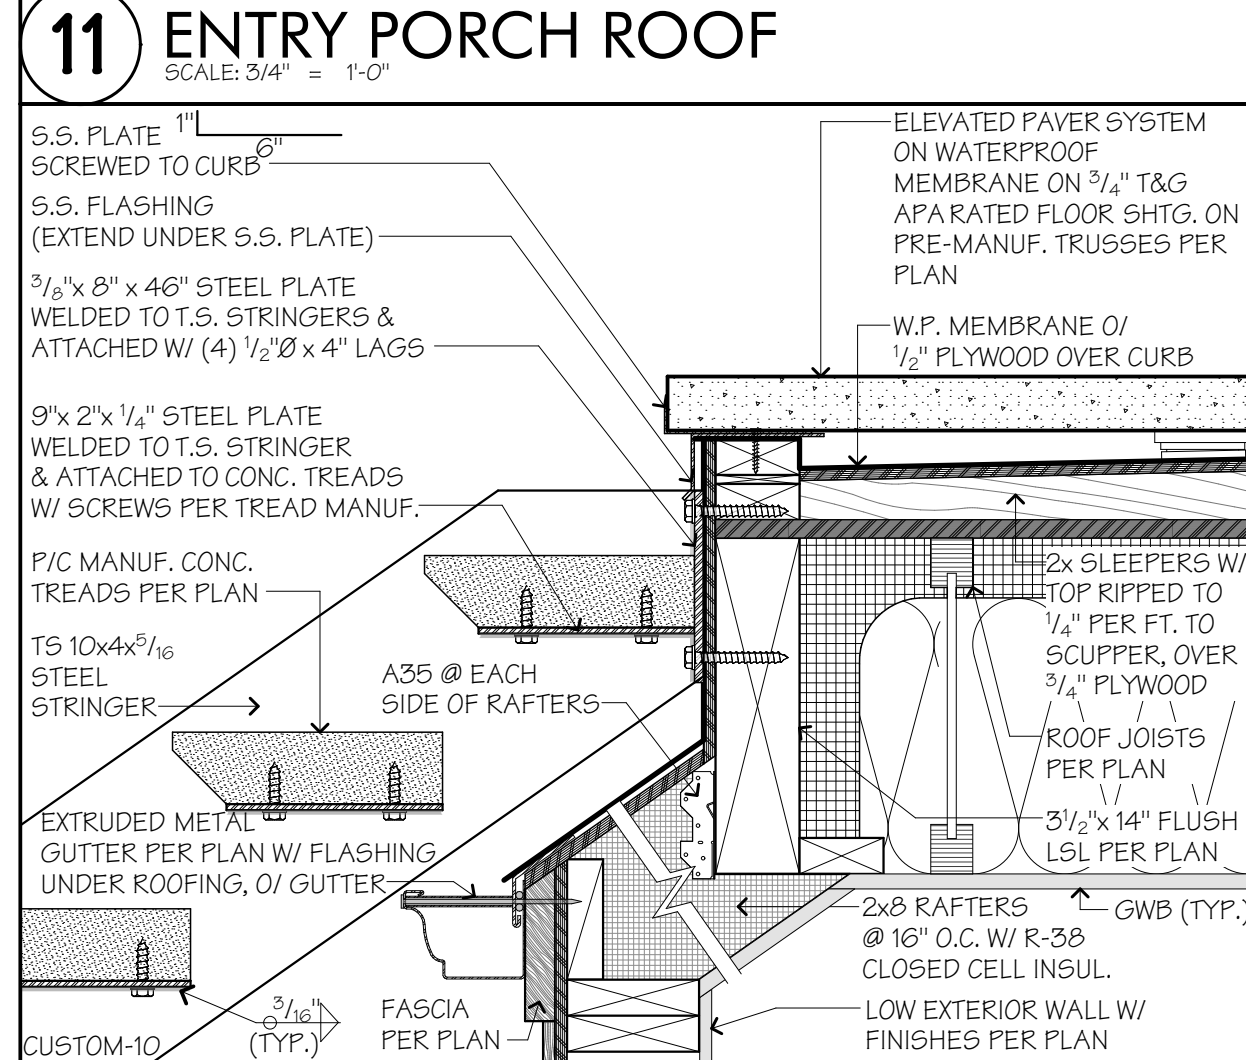 11 ENTRY PORCH ROOF
SCALE: 3/4" = 1'-0"
S.S. PLATE 1"
6"
SCREWED TO CURB
S.S. FLASHING
(EXTEND UNDER S.S. PLATE)
3/8"x 8" x 46" STEEL PLATE
WELDED TO T.S. STRINGERS &
ATTACHED W/ (4) 1/2"Ø x 4" LAGS
9"x 2"x 1/4" STEEL PLATE
WELDED TO T.S. STRINGER
& ATTACHED TO CONC. TREADS
W/ SCREWS PER TREAD MANUF.
P/C MANUF. CONC.
TREADS PER PLAN
TS 10x4x5/16
STEEL
STRINGER
A35 @ EACH
SIDE OF RAFTERS
EXTRUDED METAL
GUTTER PER PLAN W/ FLASHING
UNDER ROOFING, O/ GUTTER
3/16"
(TYP.)
CUSTOM-10
FASCIA
PER PLAN
ELEVATED PAVER SYSTEM
ON WATERPROOF
MEMBRANE ON 3/4" T&G
APA RATED FLOOR SHTG. ON
PRE-MANUF. TRUSSES PER
PLAN
W.P. MEMBRANE O/
1/2" PLYWOOD OVER CURB
2x SLEEPERS W/
TOP RIPPED TO
1/4" PER FT. TO
SCUPPER, OVER
3/4" PLYWOOD
ROOF JOISTS
PER PLAN
3 1/2"x 14" FLUSH
LSL PER PLAN
GWB (TYP.)
2x8 RAFTERS
@ 16" O.C. W/ R-38
CLOSED CELL INSUL.
LOW EXTERIOR WALL W/
FINISHES PER PLAN